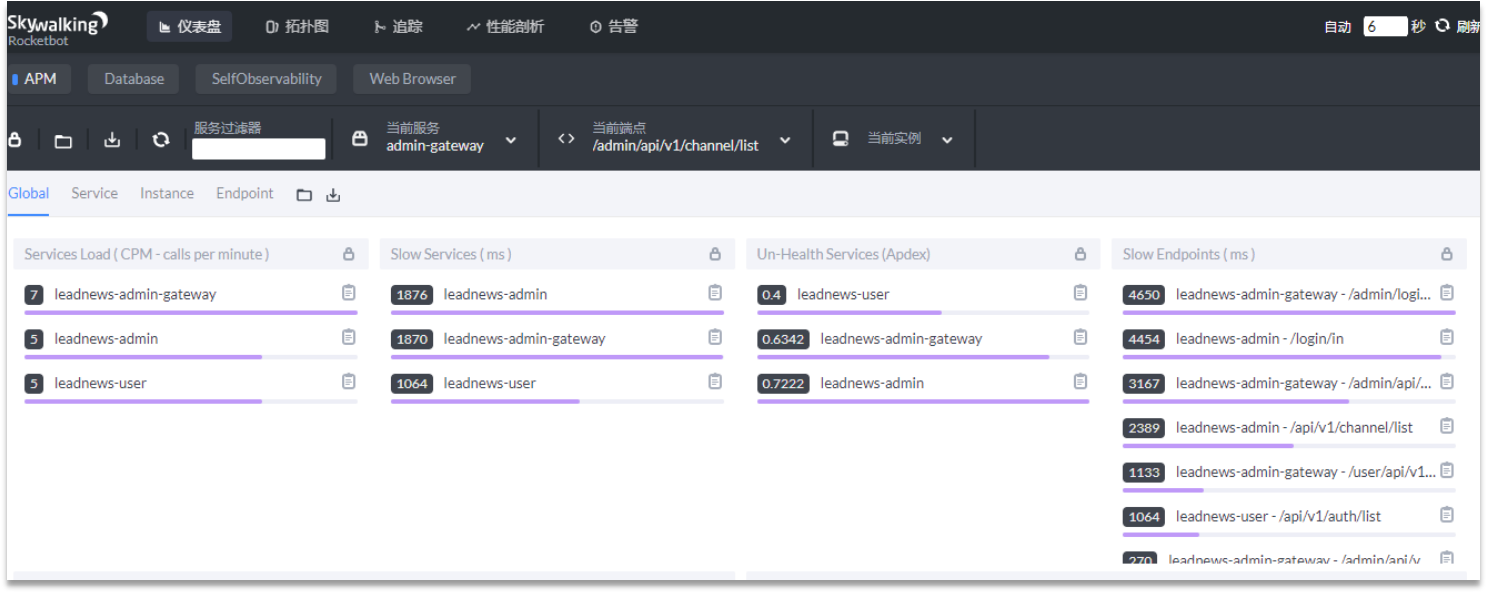 Skywalking
Rocketbot
仪表盘
拓扑图
追踪
性能剖析
告警
自动 6 秒 刷新
APM
Database
SelfObservability
Web Browser
服务过滤器
当前服务
admin-gateway
当前端点
/admin/api/v1/channel/list
当前实例
Global
Service
Instance
Endpoint
Services Load ( CPM - calls per minute )
7 leadnews-admin-gateway
5 leadnews-admin
5 leadnews-user
Slow Services ( ms )
1876 leadnews-admin
1870 leadnews-admin-gateway
1064 leadnews-user
Un-Health Services (Apdex)
0.4 leadnews-user
0.6342 leadnews-admin-gateway
0.7222 leadnews-admin
Slow Endpoints ( ms )
4650 leadnews-admin-gateway - /admin/logi...
4454 leadnews-admin - /login/in
3167 leadnews-admin-gateway - /admin/api/...
2389 leadnews-admin - /api/v1/channel/list
1133 leadnews-admin-gateway - /user/api/v1...
1064 leadnews-user - /api/v1/auth/list
270 leadnews-admin-gateway - /admin/api/v